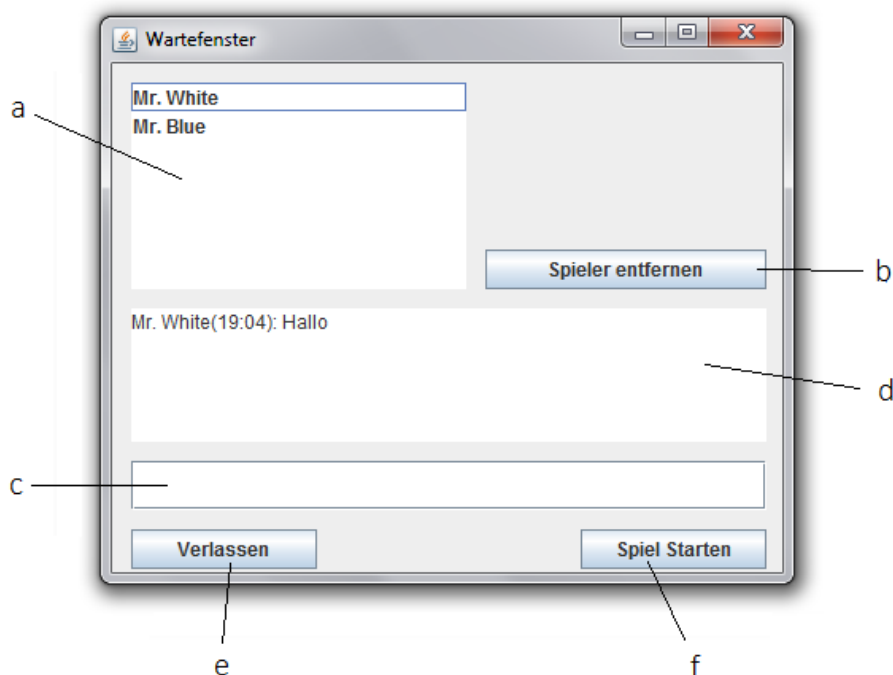 Wartefenster
Mr. White
a
Mr. Blue
Spieler entfernen
b
Mr. White(19:04): Hallo
d
c
Verlassen
Spiel Starten
e
f